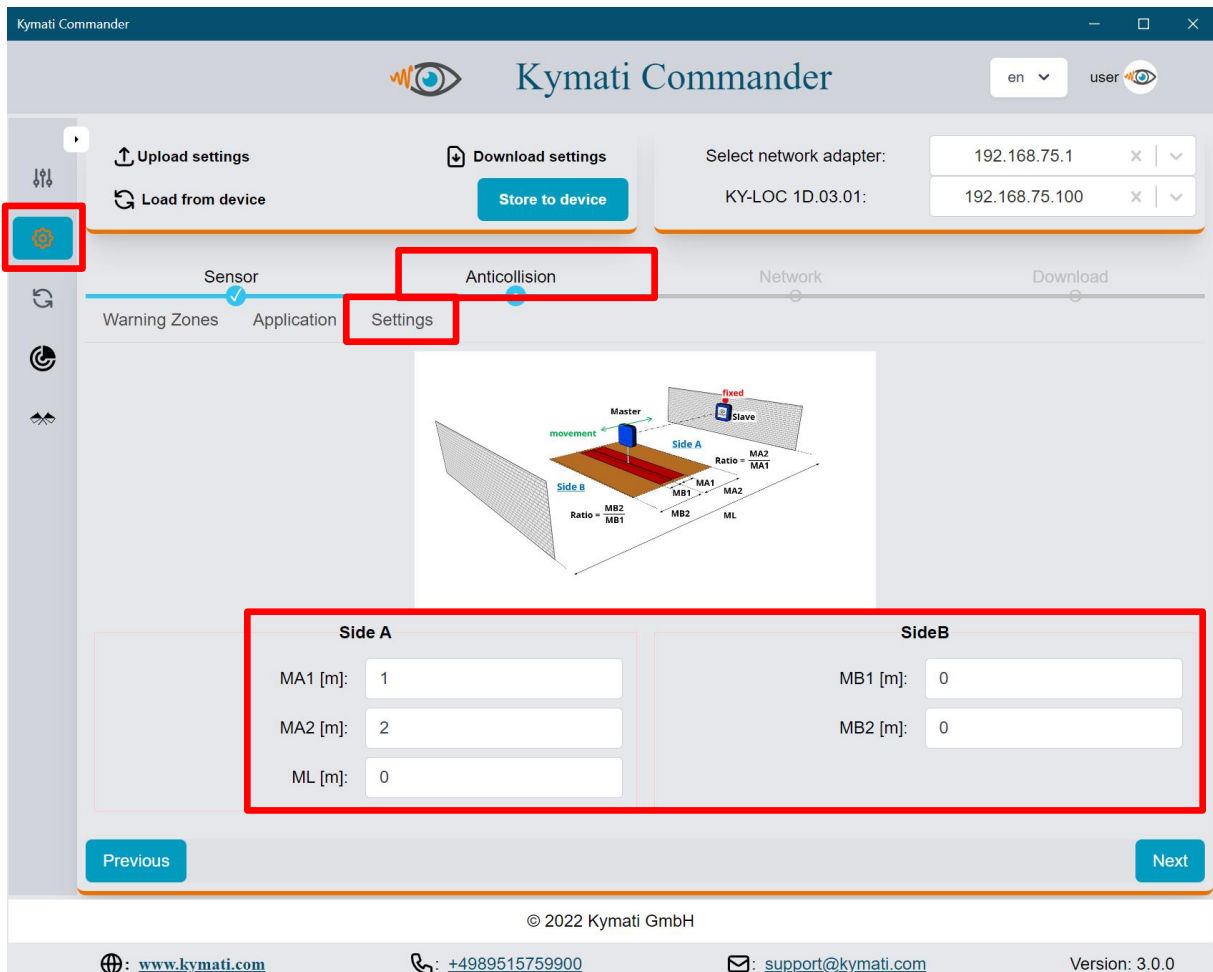 Kymati Commander
Kymati Commander
en
user
Upload settings
Download settings
Load from device
Store to device
Select network adapter:
192.168.75.1
KY-LOC 1D.03.01:
192.168.75.100
Sensor
Anticollision
Network
Download
Warning Zones
Application
Settings
fixed
Master
Slave
movement
Side A
Ratio = MA2
MA1
MA1
Side B
MB1
MA2
Ratio = MB2
MB1
MB2
ML
Side A
SideB
MA1 [m]:
1
MB1 [m]:
0
MA2 [m]:
2
MB2 [m]:
0
ML [m]:
0
Previous
Next
© 2022 Kymati GmbH
: www.kymati.com
: +4989515759900
: support@kymati.com
Version: 3.0.0